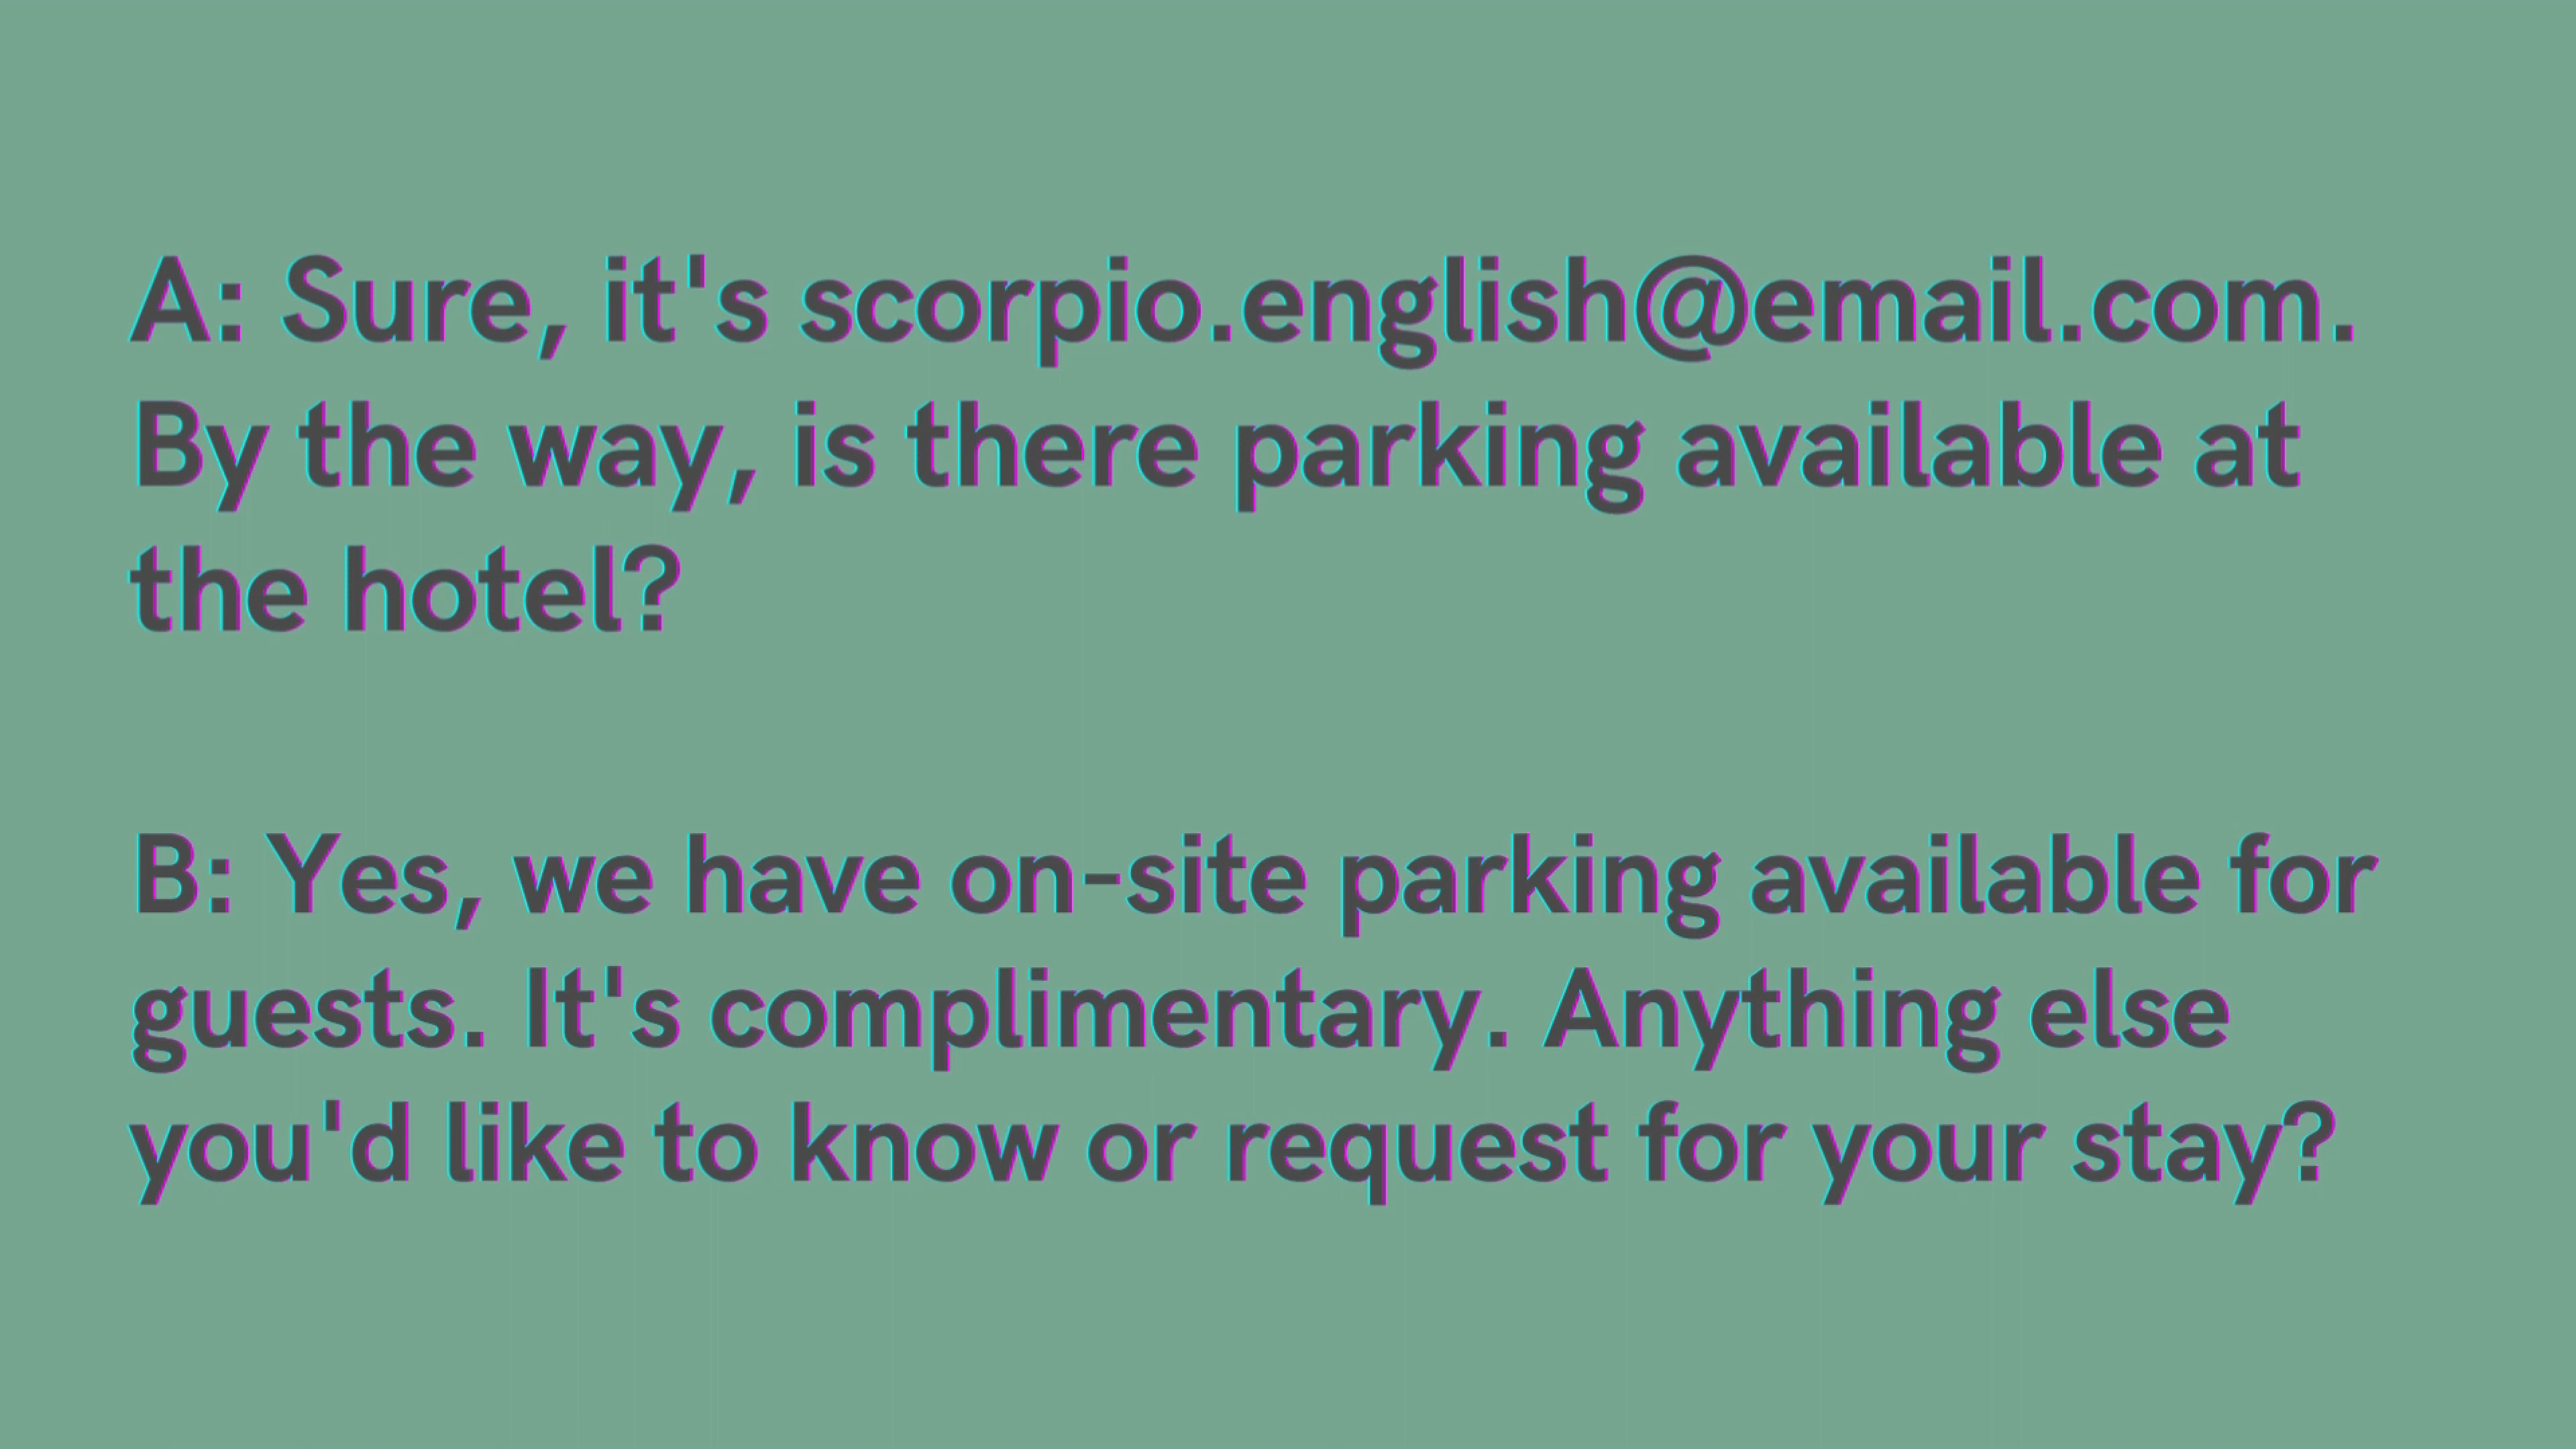 A: Sure, it's scorpio.english@email.com.
By the way, is there parking available at
the hotel?
B: Yes, we have on-site parking available for
guests. It's complimentary. Anything else
you'd like to know or request for your stay?